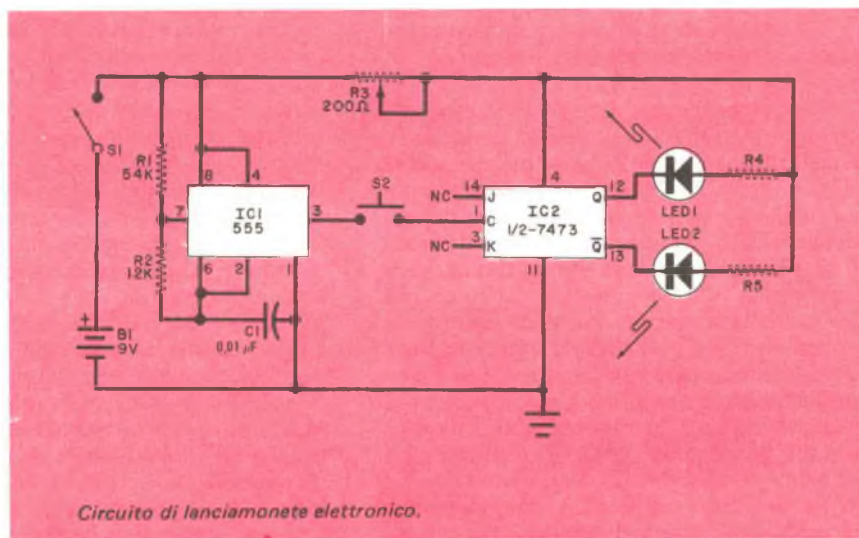 R3
200Ω
S1
R1
54K
8
4
7
IC1
555
3
S2
14
NC
J
1
C
3
NC
K
4
IC2
1/2-7473
Q
12
Q̅
13
11
LED1
R4
LED2
R5
R2
12K
6
2
1
C1
0,01 µF
+
B1
9V
Circuito di lanciamonete elettronico.